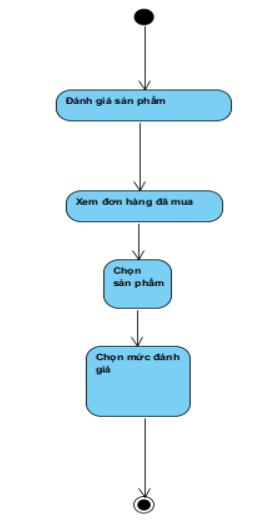 Đánh giá sản phẩm
Xem đơn hàng đã mua
Chọn
sản phẩm
Chọn mức đánh
giá